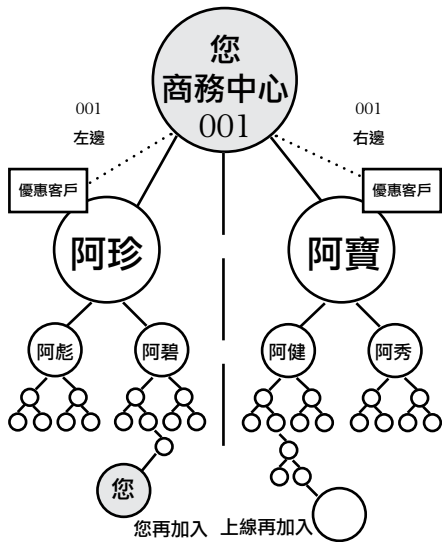 您
商務中心
001
001
左邊
001
右邊
優惠客戶
優惠客戶
阿珍
阿寶
阿彪
阿碧
阿健
阿秀
您
您再加入
上線再加入